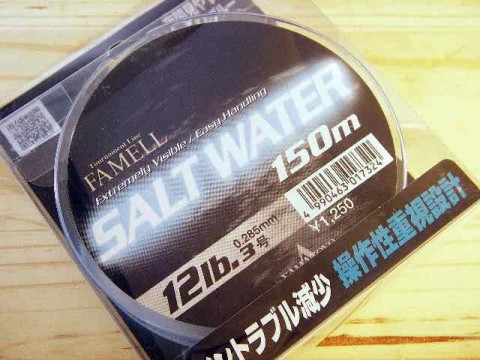 Tournament Line
FAMELL
Extremely Visible / Easy Handling
SALT WATER
150m
4 990463 017324
¥1,250
0.285mm
12lb. 3号
トラブル減少 操作性重視設計